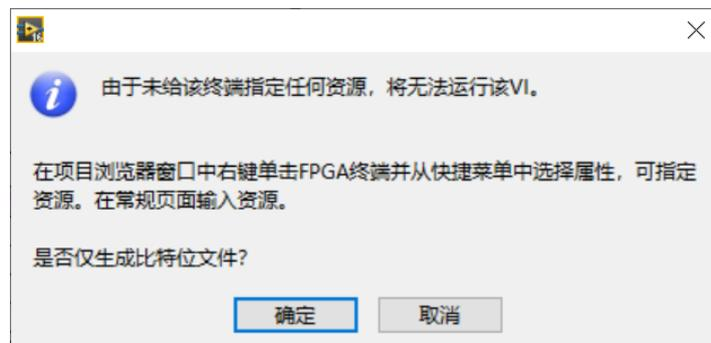 16
由于未给该终端指定任何资源，将无法运行该VI。
在项目浏览器窗口中右键单击FPGA终端并从快捷菜单中选择属性，可指定
资源。在常规页面输入资源。
是否仅生成比特位文件？
确定
取消